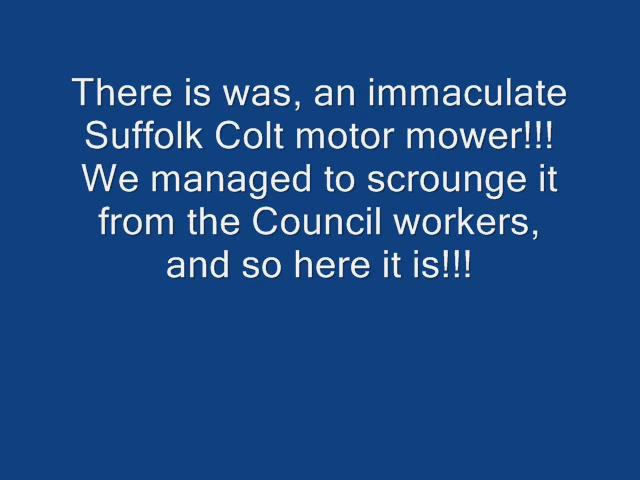 There is was, an immaculate
Suffolk Colt motor mower!!!
We managed to scrounge it
from the Council workers,
and so here it is!!!